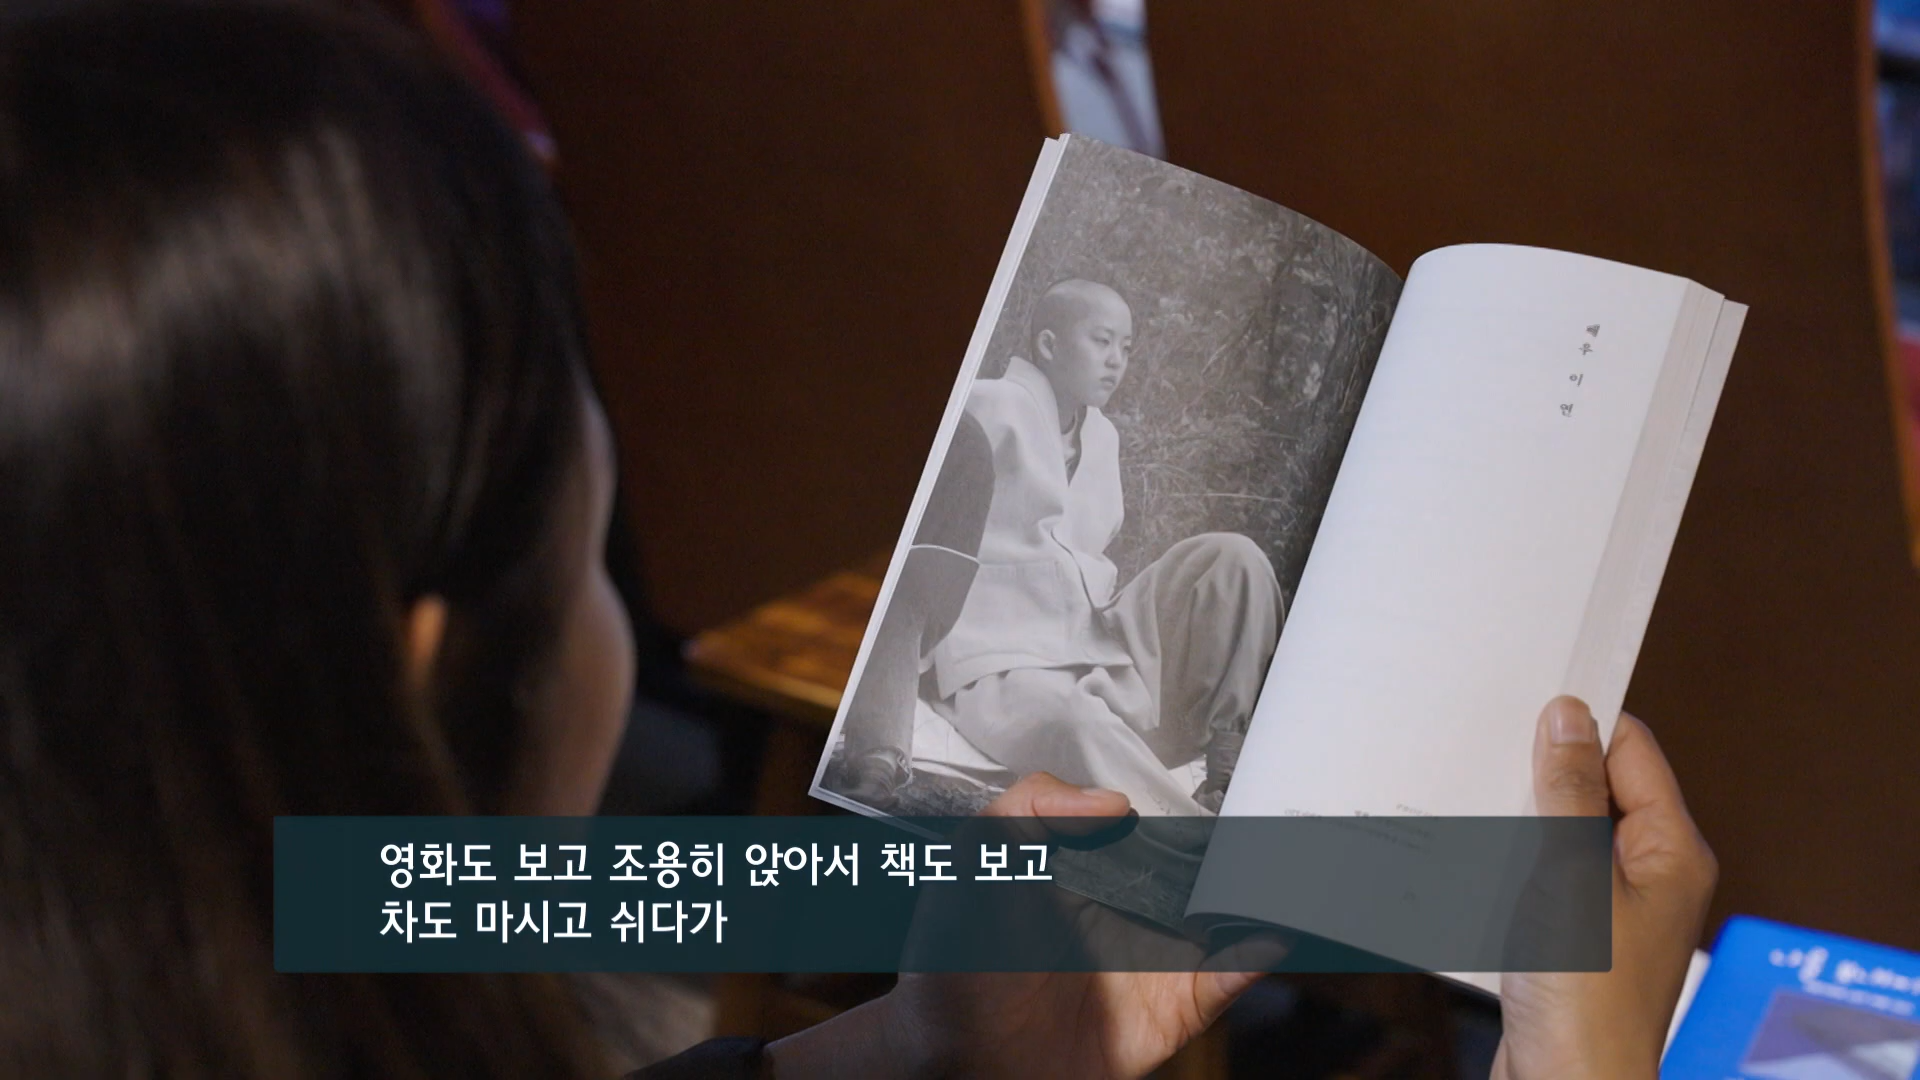 배우 이연
영화도 보고 조용히 앉아서 책도 보고
차도 마시고 쉬다가